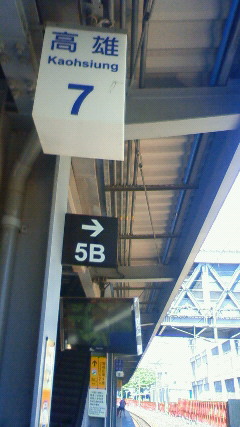 高雄
Kaohsiung
7
→
5B